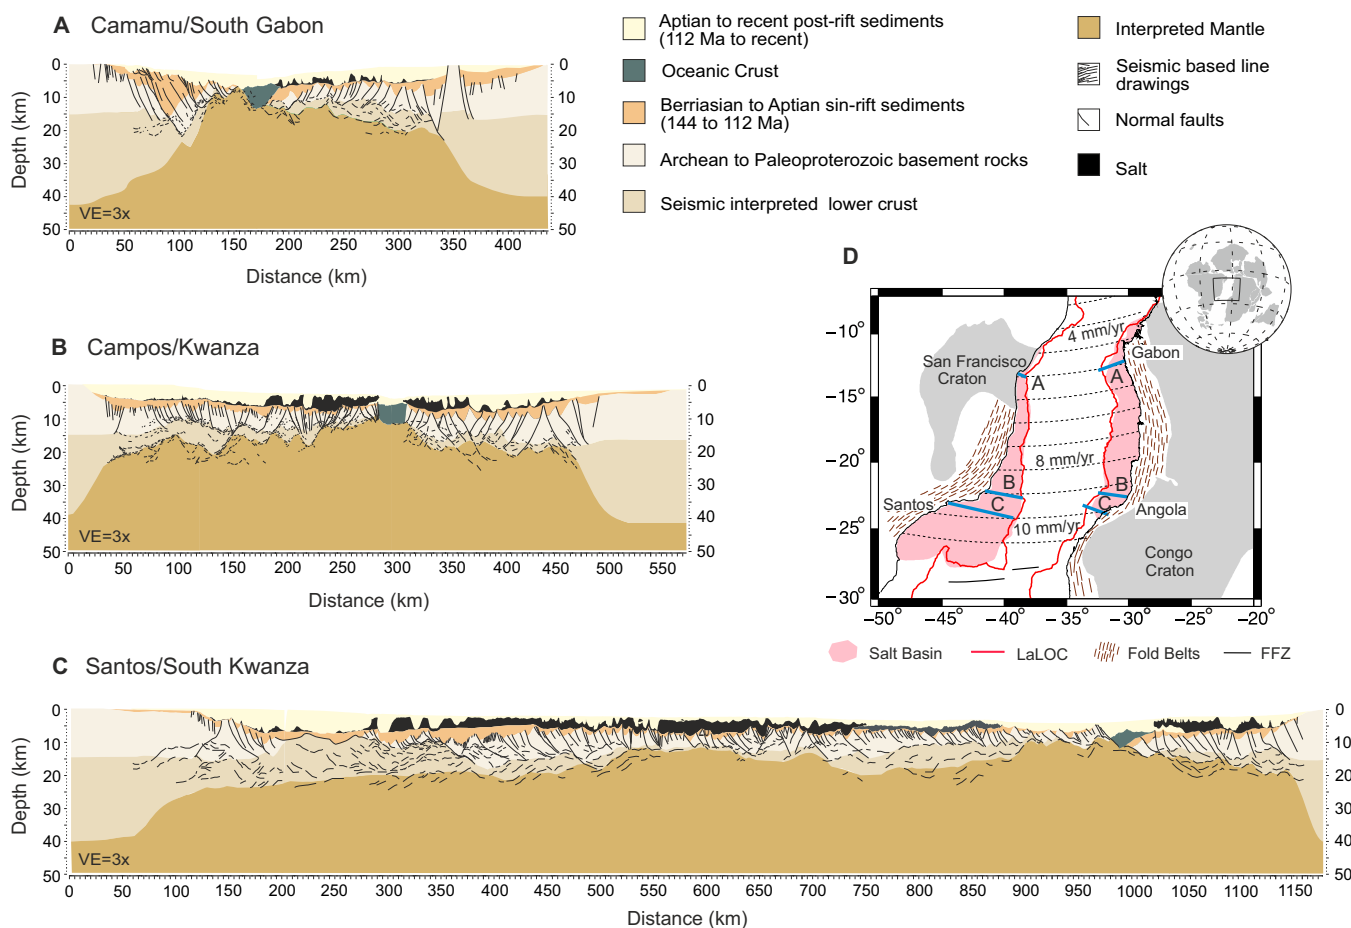 A Camamu/South Gabon
0
10
20
30
40
50
Depth (km)
0
10
20
30
40
50
VE=3x
0 50 100 150 200 250 300 350 400
Distance (km)
Aptian to recent post-rift sediments
(112 Ma to recent)
Oceanic Crust
Berriasian to Aptian sin-rift sediments
(144 to 112 Ma)
Archean to Paleoproterozoic basement rocks
Seismic interpreted lower crust
Interpreted Mantle
Seismic based line
drawings
Normal faults
Salt
B Campos/Kwanza
0
10
20
30
40
50
Depth (km)
0
10
20
30
40
50
VE=3x
0 50 100 150 200 250 300 350 400 450 500 550
Distance (km)
D
−10°
−15°
−20°
−25°
−30°
−50° −45° −40° −35° −30° −25° −20°
4 mm/yr
Gabon
San Francisco
Craton
A
A
8 mm/yr
B
B
Santos
C
C
Angola
10 mm/yr
Congo
Craton
Salt Basin
LaLOC
Fold Belts
FFZ
C Santos/South Kwanza
0
10
20
30
40
50
Depth (km)
0
10
20
30
40
50
Depth (km)
VE=3x
0 50 100 150 200 250 300 350 400 450 500 550 600 650 700 750 800 850 900 950 1000 1050 1100 1150
Distance (km)